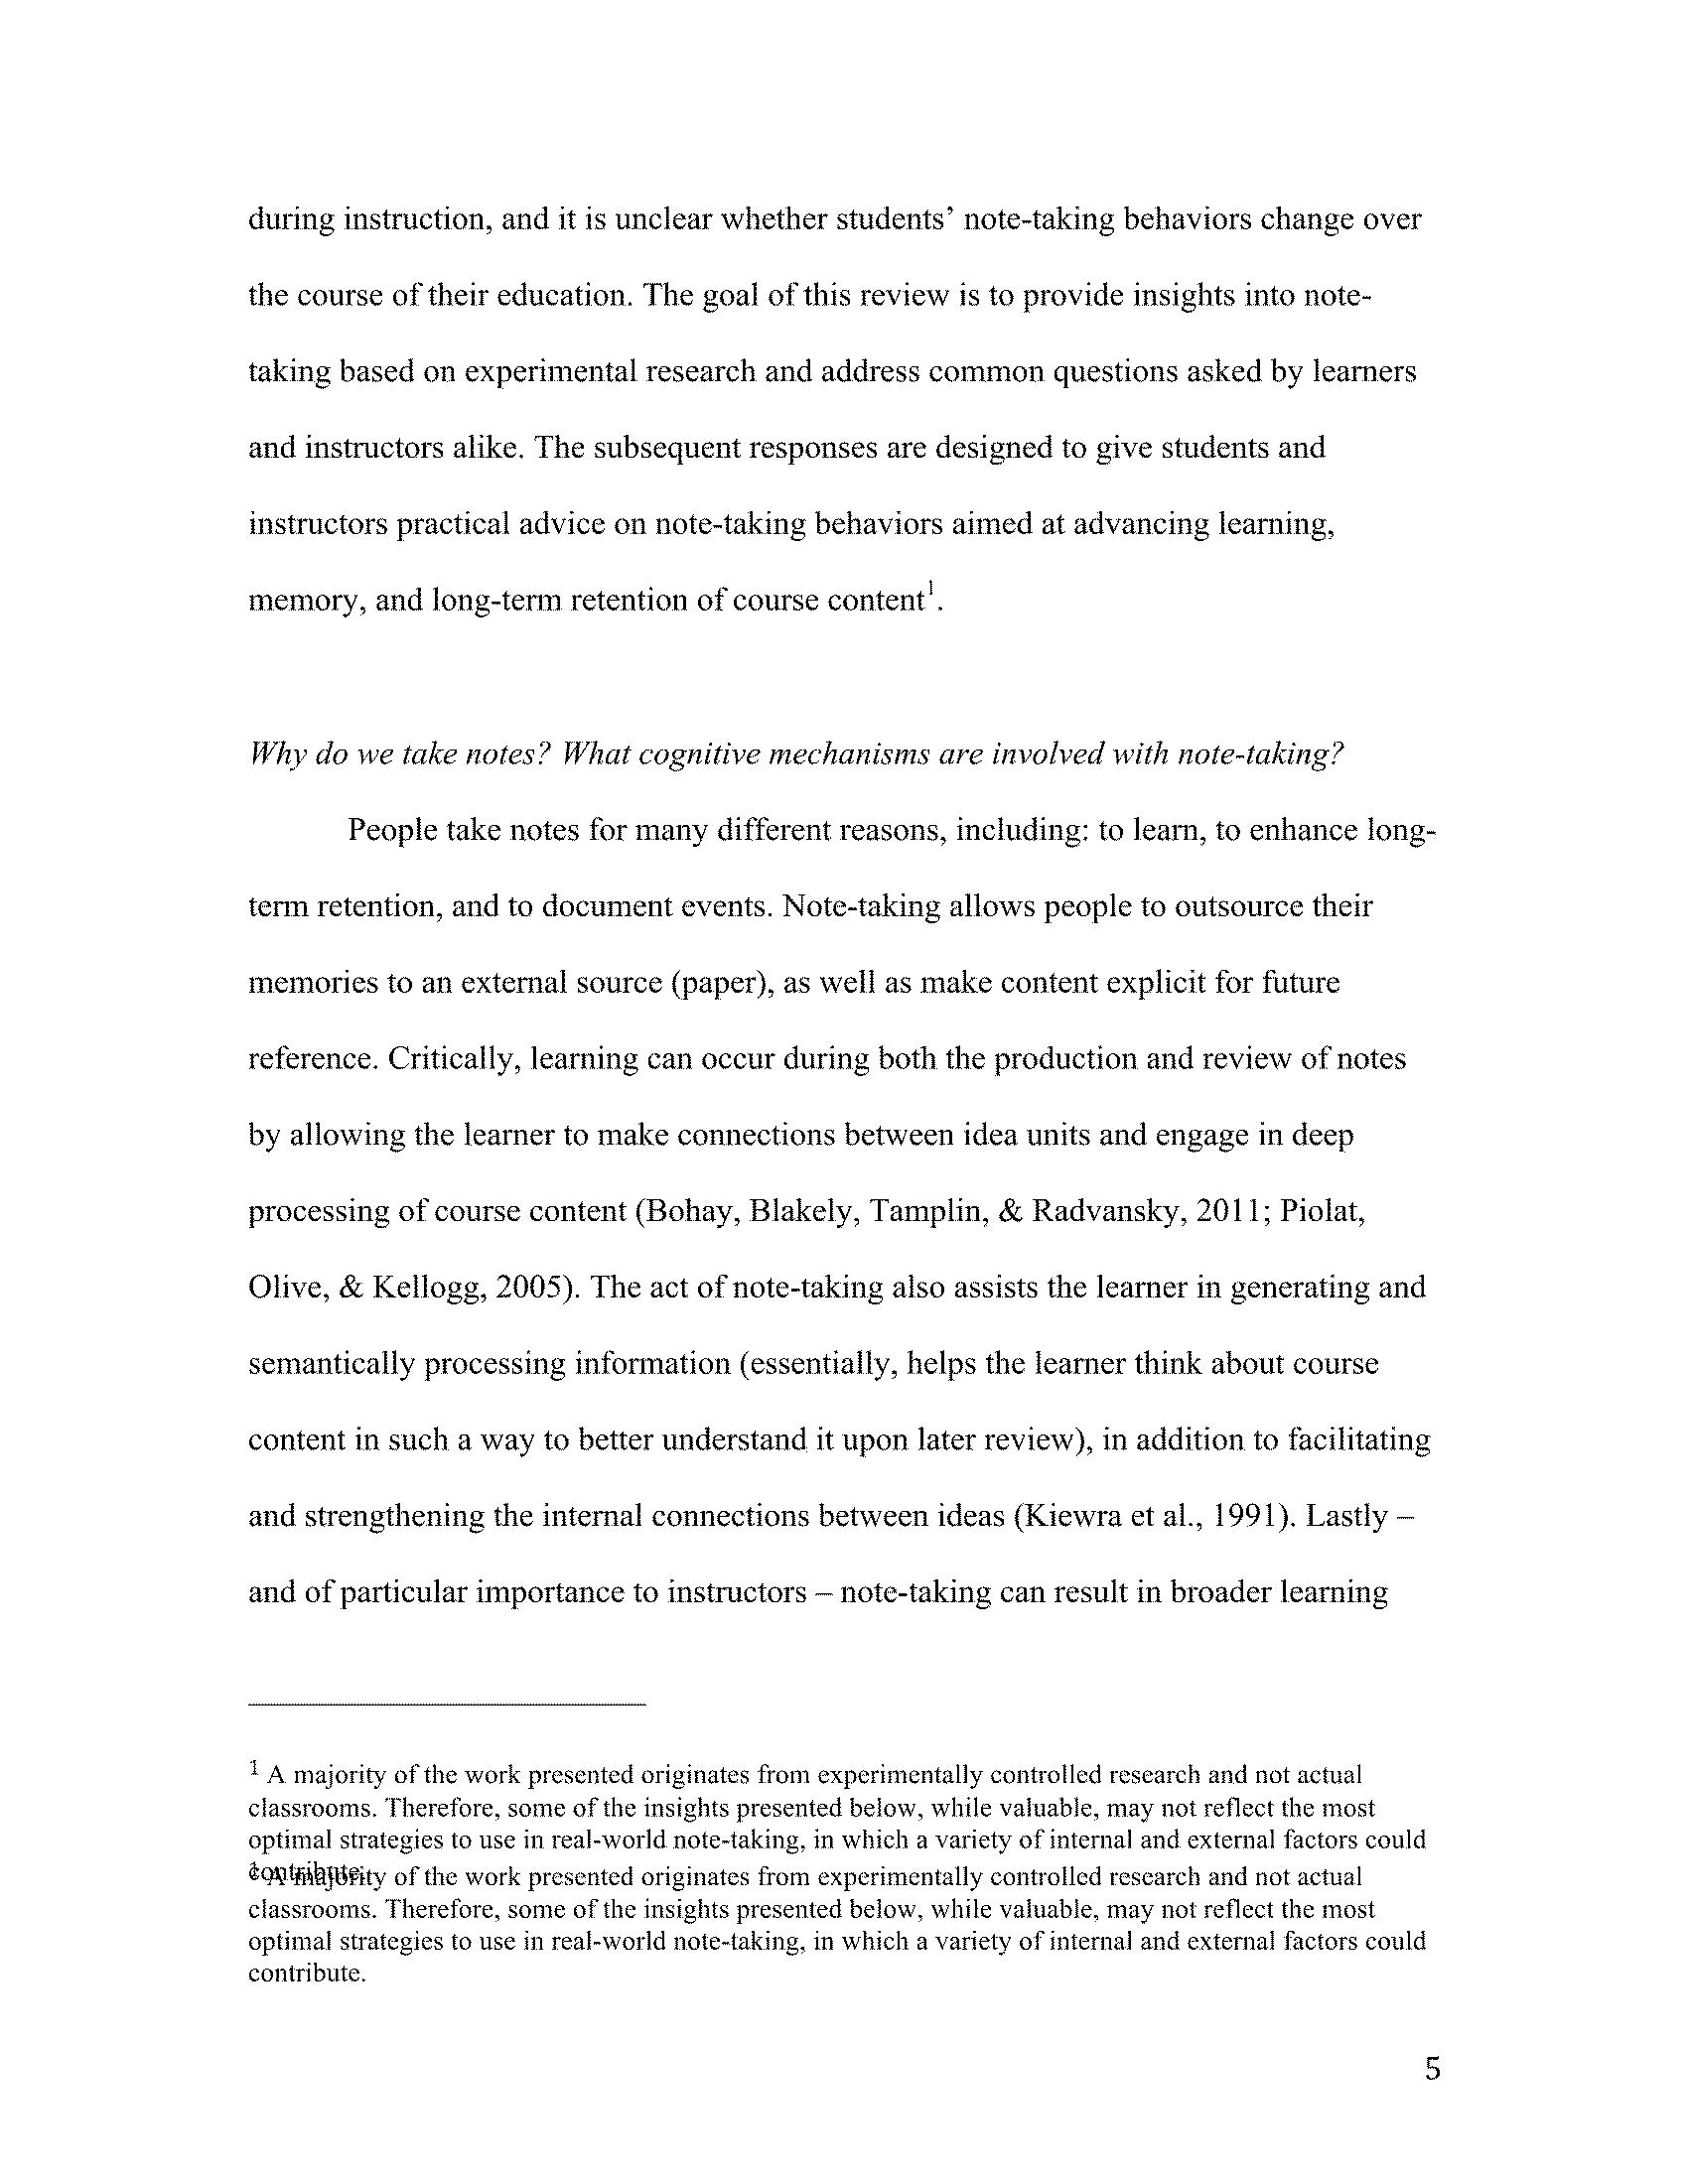 during instruction, and it is unclear whether students’ note-taking behaviors change over
the course of their education. The goal of this review is to provide insights into note-
taking based on experimental research and address common questions asked by learners
and instructors alike. The subsequent responses are designed to give students and
instructors practical advice on note-taking behaviors aimed at advancing learning,
memory, and long-term retention of course content¹.
Why do we take notes? What cognitive mechanisms are involved with note-taking?
People take notes for many different reasons, including: to learn, to enhance long-
term retention, and to document events. Note-taking allows people to outsource their
memories to an external source (paper), as well as make content explicit for future
reference. Critically, learning can occur during both the production and review of notes
by allowing the learner to make connections between idea units and engage in deep
processing of course content (Bohay, Blakely, Tamplin, & Radvansky, 2011; Piolat,
Olive, & Kellogg, 2005). The act of note-taking also assists the learner in generating and
semantically processing information (essentially, helps the learner think about course
content in such a way to better understand it upon later review), in addition to facilitating
and strengthening the internal connections between ideas (Kiewra et al., 1991). Lastly –
and of particular importance to instructors – note-taking can result in broader learning
¹ A majority of the work presented originates from experimentally controlled research and not actual
classrooms. Therefore, some of the insights presented below, while valuable, may not reflect the most
optimal strategies to use in real-world note-taking, in which a variety of internal and external factors could
contribute.
¹ A majority of the work presented originates from experimentally controlled research and not actual
classrooms. Therefore, some of the insights presented below, while valuable, may not reflect the most
optimal strategies to use in real-world note-taking, in which a variety of internal and external factors could
contribute.
5